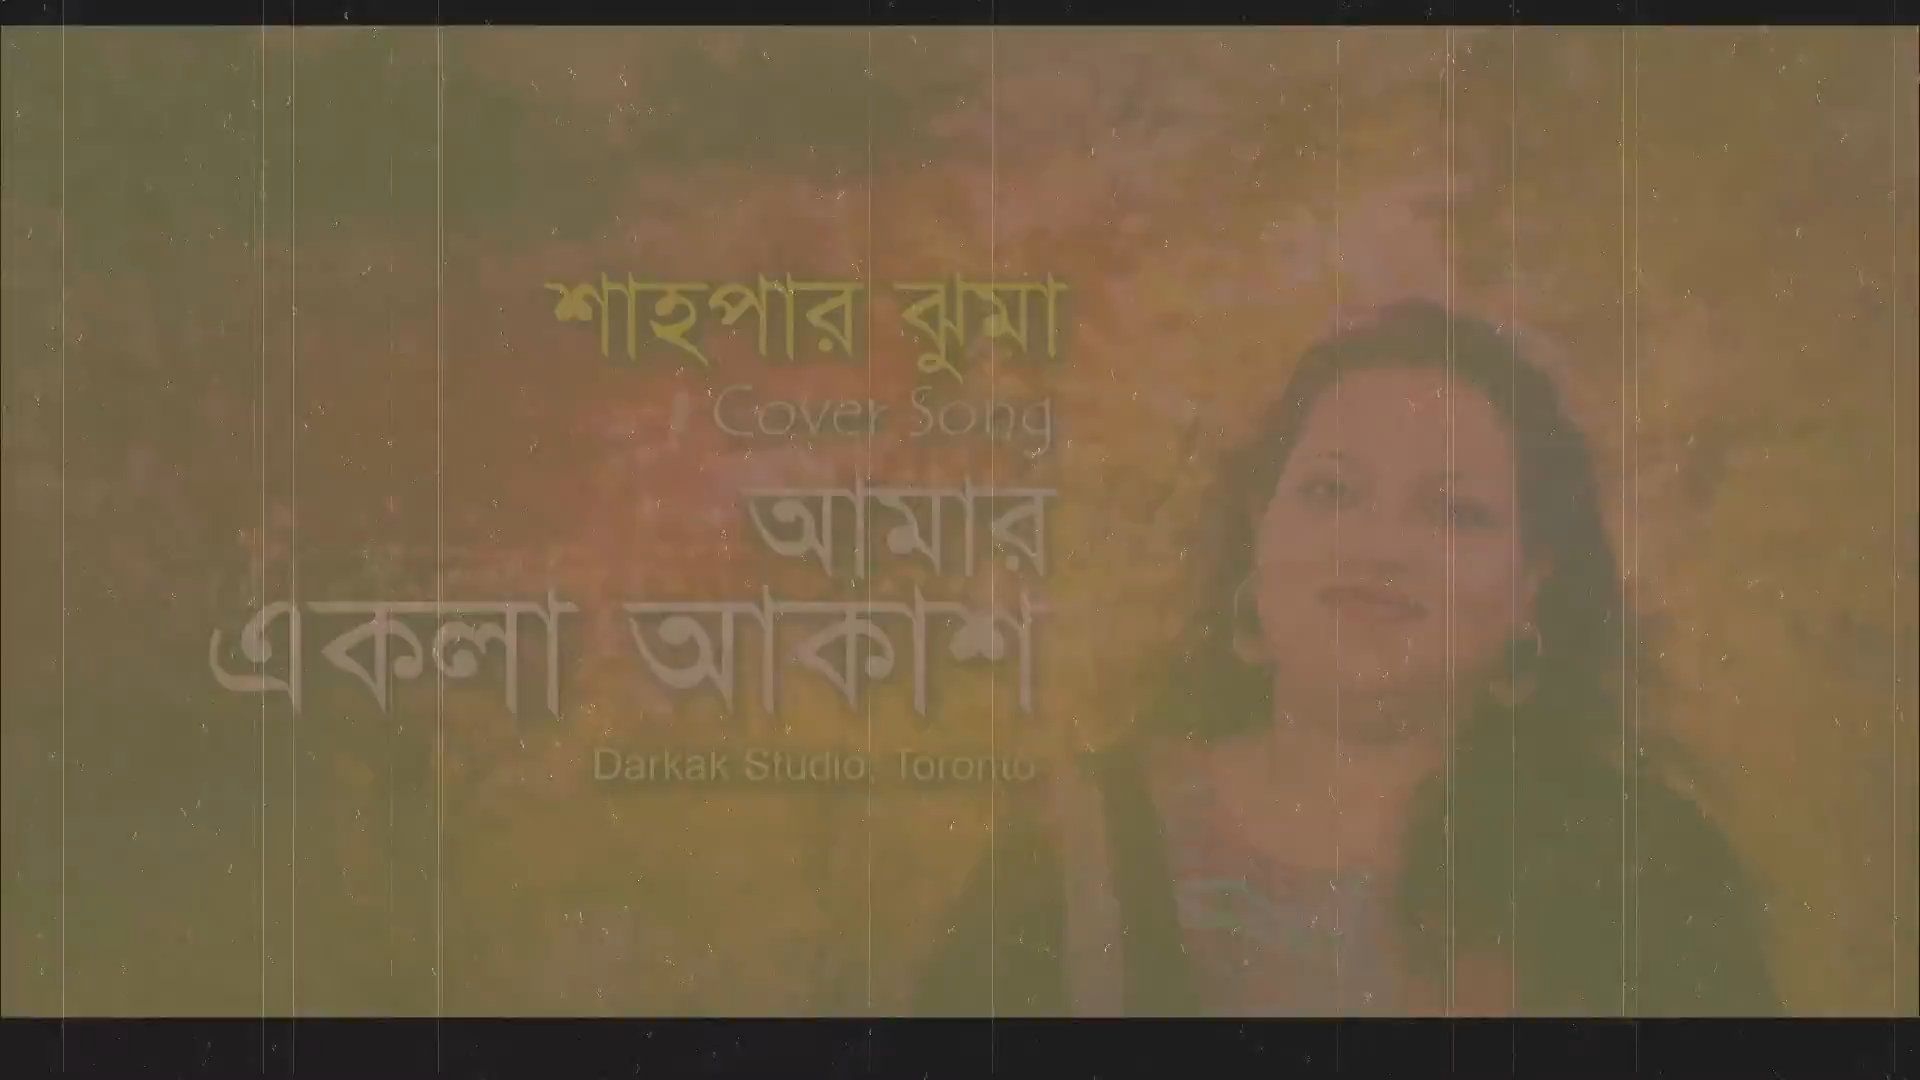 শাহপার ঝুমা
Cover Song
আমার
একলা আকাশ
Darkak Studio, Toronto